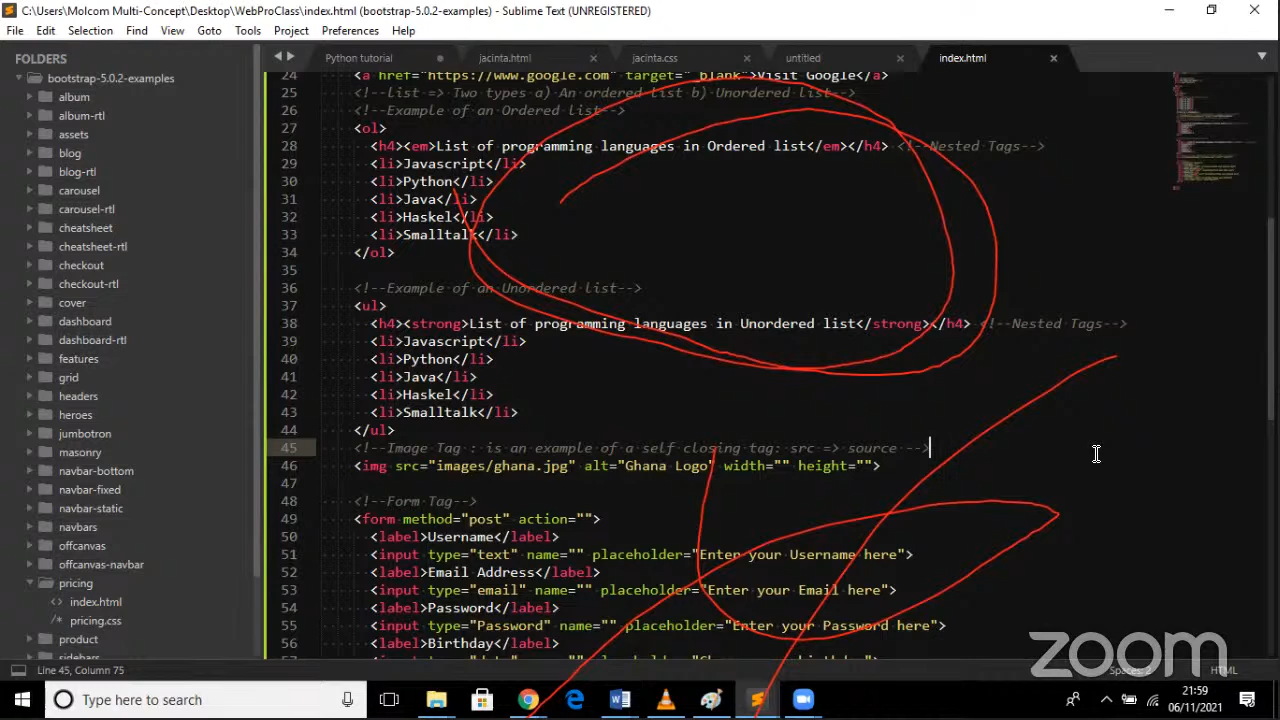 C:\Users\Molcom Multi-Concept\Desktop\WebProClass\index.html (bootstrap-5.0.2-examples) - Sublime Text (UNREGISTERED)
File Edit Selection Find View Goto Tools Project Preferences Help
FOLDERS
bootstrap-5.0.2-examples
album
album-rtl
assets
blog
blog-rtl
carousel
carousel-rtl
cheatsheet
cheatsheet-rtl
checkout
checkout-rtl
cover
dashboard
dashboard-rtl
features
grid
headers
heroes
jumbotron
masonry
navbar-bottom
navbar-fixed
navbar-static
navbars
offcanvas
offcanvas-navbar
pricing
index.html
pricing.css
product
sidebars
Python tutorial jacinta.html jacinta.css untitled index.html
24 <a href="https://www.google.com" target="_blank">Visit Google</a>
25 <!--list => Two types a) An ordered list b) Unordered list-->
26 <!--Example of an Ordered list-->
27 <ol>
28 <h4><em>List of programming languages in Ordered list</em></h4> <!--Nested Tags-->
29 <li>Javascript</li>
30 <li>Python</li>
31 <li>Java</li>
32 <li>Haskel</li>
33 <li>Smalltalk</li>
34 </ol>
35
36 <!--Example of an Unordered list-->
37 <ul>
38 <h4><strong>List of programming languages in Unordered list</strong></h4> <!--Nested Tags-->
39 <li>Javascript</li>
40 <li>Python</li>
41 <li>Java</li>
42 <li>Haskel</li>
43 <li>Smalltalk</li>
44 </ul>
45 <!--Image Tag : is an example of a self closing tag: src => source -->
46 <img src="images/ghana.jpg" alt="Ghana Logo" width="" height="">
47
48 <!--Form Tag-->
49 <form method="post" action="">
50 <label>Username</label>
51 <input type="text" name="" placeholder="Enter your Username here">
52 <label>Email Address</label>
53 <input type="email" name="" placeholder="Enter your Email here">
54 <label>Password</label>
55 <input type="Password" name="" placeholder="Enter your Password here">
56 <label>Birthday</label>
zoom
Line 45, Column 75 Spaces: 2 HTML
Type here to search
21:59
06/11/2021